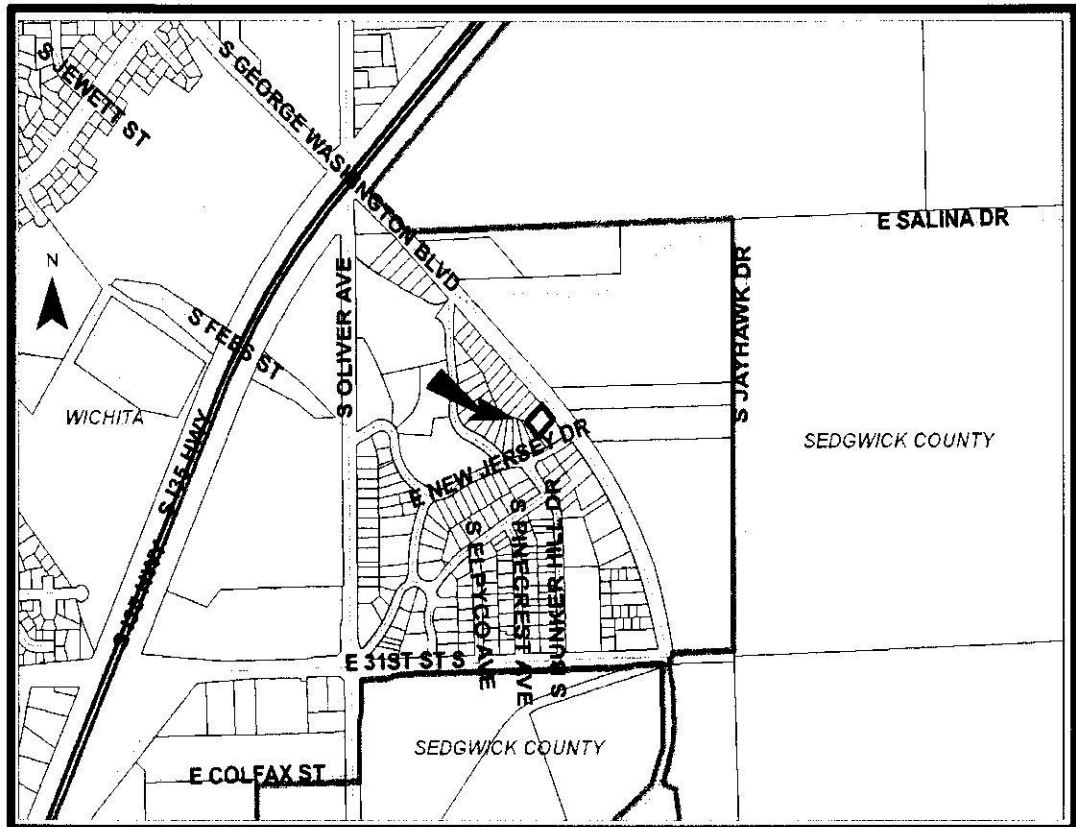 S JEWETT ST
S GEORGE WASHINGTON BLVD
E SALINA DR
N
S OLIVER AVE
S JAYHAWK DR
S FEES ST
WICHITA
SEDGWICK COUNTY
E NEW JERSEY DR
S I35 HWY
S I35 HWY
S ELPYCO AVE
S PINECREST AVE
S BUNKER HILL DR
E 31ST ST S
SEDGWICK COUNTY
E COLFAX ST